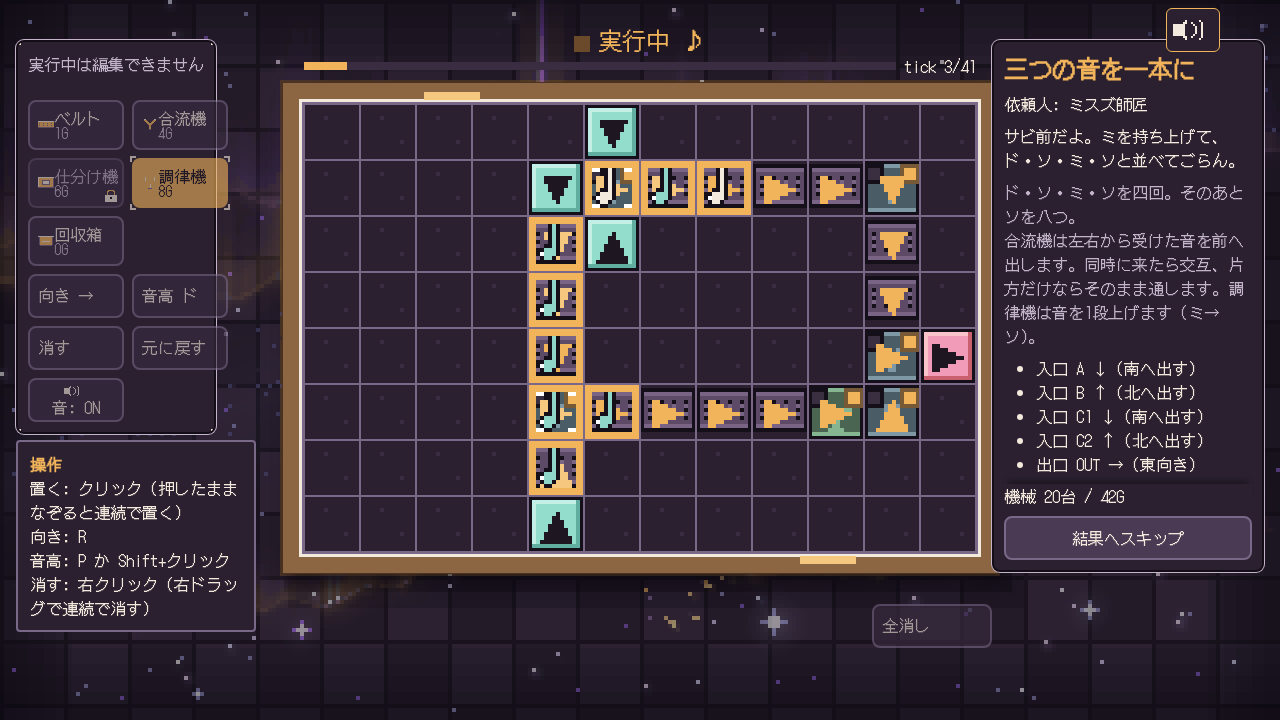 実行中は編集できません
ベルト
1G
合流機
4G
仕分け機
6G
調律機
8G
回収箱
0G
向き →
音高 ド
消す
元に戻す
音: ON
操作
置く: クリック（押したまま
なぞると連続で置く）
向き: R
音高: P か Shift+クリック
消す: 右クリック（右ドラッ
グで連続で消す）
実行中 ♪
tick 3/41
三つの音を一本に
依頼人: ミスズ師匠
サビ前だよ。ミを持ち上げて、
ド・ソ・ミ・ソと並べてごらん。
ド・ソ・ミ・ソを四回。そのあと
ソを八つ。
合流機は左右から受けた音を前へ
出します。同時に来たら交互、片
方だけならそのまま通します。調
律機は音を1段上げます（ミ→
ソ）。
• 入口 A ↓（南へ出す）
• 入口 B ↑（北へ出す）
• 入口 C1 ↓（南へ出す）
• 入口 C2 ↑（北へ出す）
• 出口 OUT →（東向き）
機械 20台 / 42G
結果へスキップ
全消し